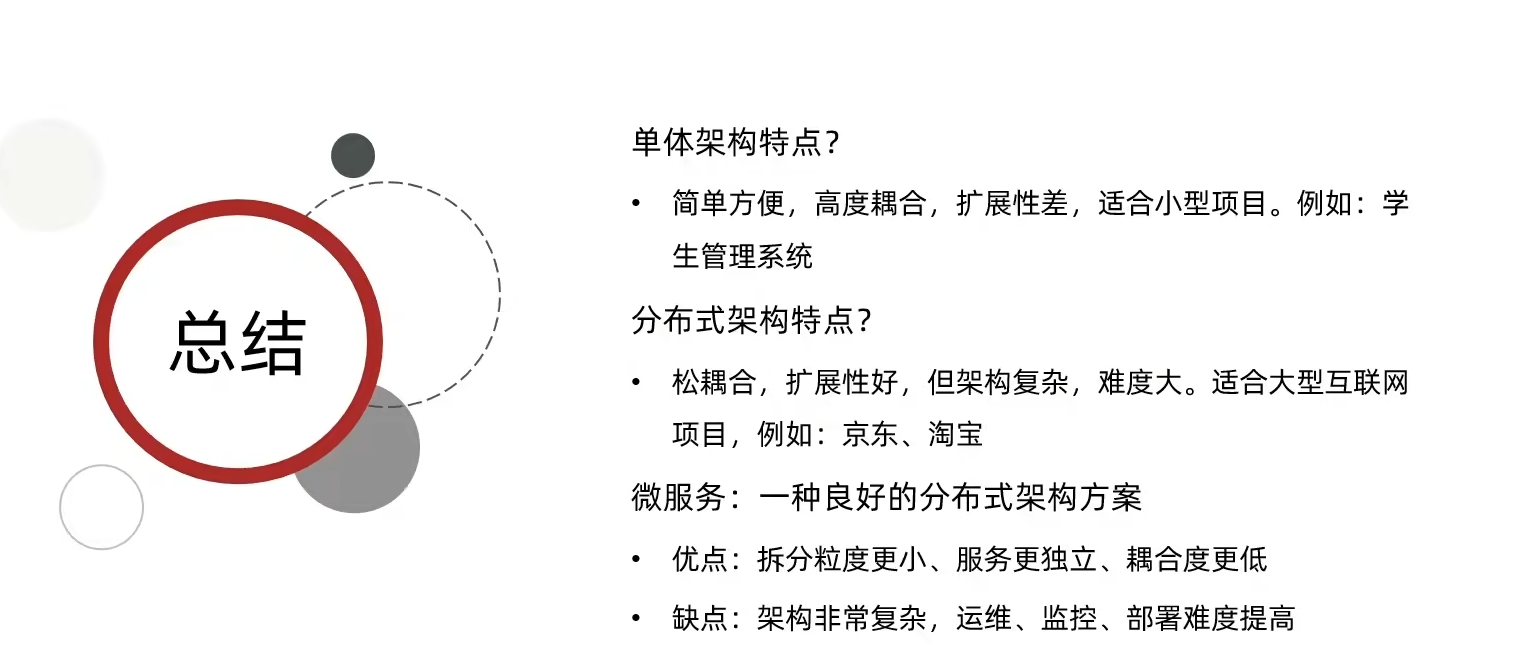 总结
单体架构特点?
• 简单方便，高度耦合，扩展性差，适合小型项目。例如：学
生管理系统
分布式架构特点?
• 松耦合，扩展性好，但架构复杂，难度大。适合大型互联网
项目，例如：京东、淘宝
微服务：一种良好的分布式架构方案
• 优点：拆分粒度更小、服务更独立、耦合度更低
• 缺点：架构非常复杂，运维、监控、部署难度提高